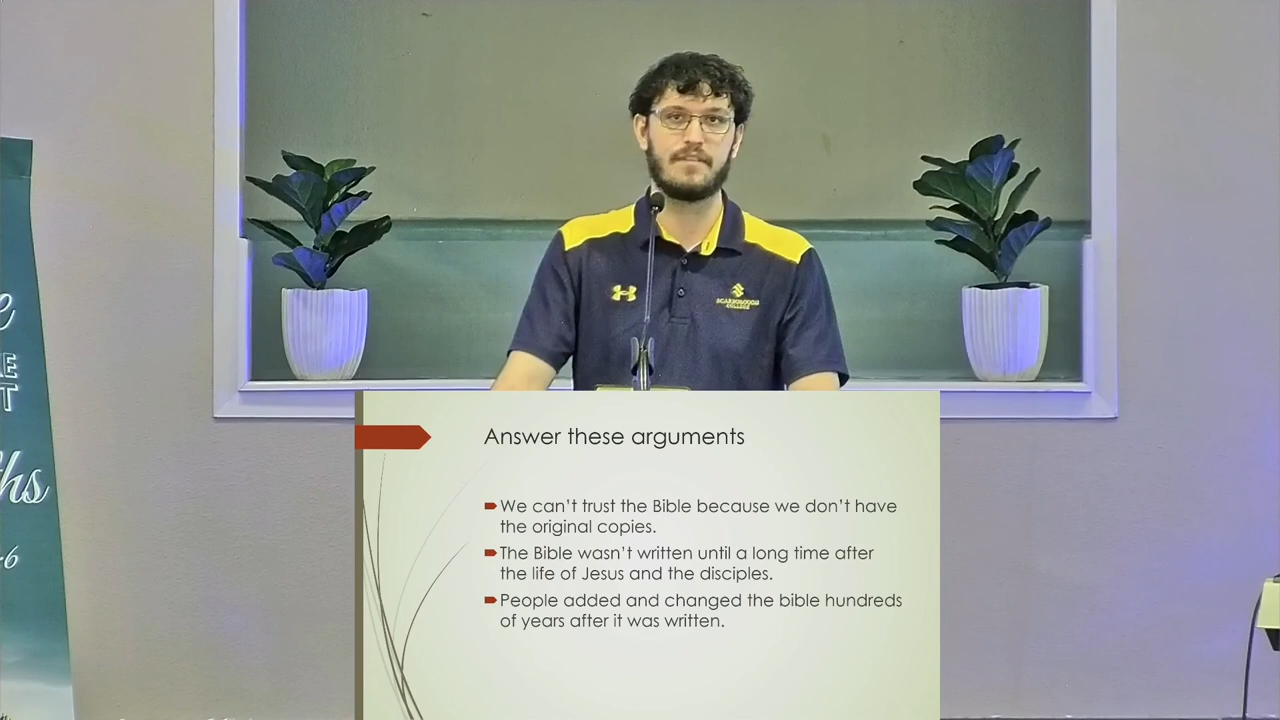 SCARBOROUGH
COLLEGE
Answer these arguments
We can't trust the Bible because we don't have
the original copies.
The Bible wasn't written until a long time after
the life of Jesus and the disciples.
People added and changed the bible hundreds
of years after it was written.